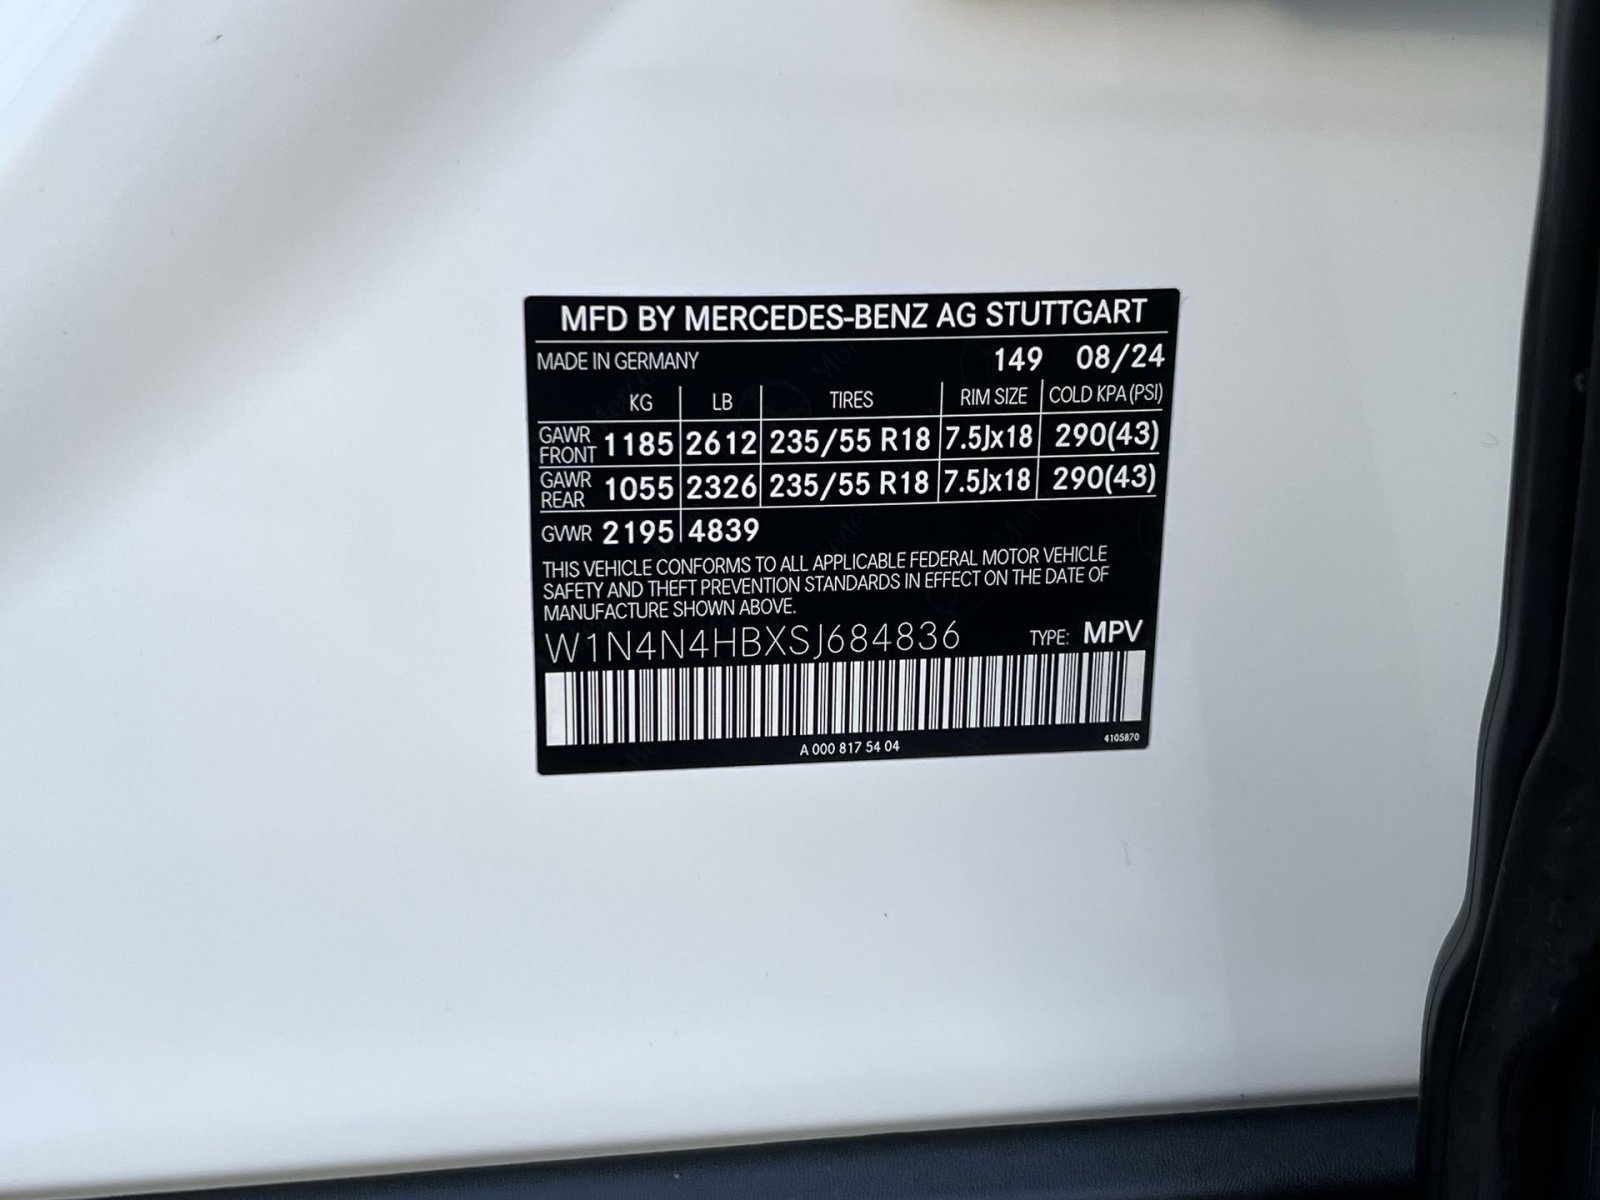 MFD BY MERCEDES-BENZ AG STUTTGART
MADE IN GERMANY 149 08/24
KG LB TIRES RIM SIZE COLD KPA (PSI)
GAWR FRONT 1185 2612 235/55 R18 7.5Jx18 290(43)
GAWR REAR 1055 2326 235/55 R18 7.5Jx18 290(43)
GVWR 2195 4839
THIS VEHICLE CONFORMS TO ALL APPLICABLE FEDERAL MOTOR VEHICLE
SAFETY AND THEFT PREVENTION STANDARDS IN EFFECT ON THE DATE OF
MANUFACTURE SHOWN ABOVE.
W1N4N4HBXSJ684836 TYPE: MPV
A 000 817 54 04 4105870